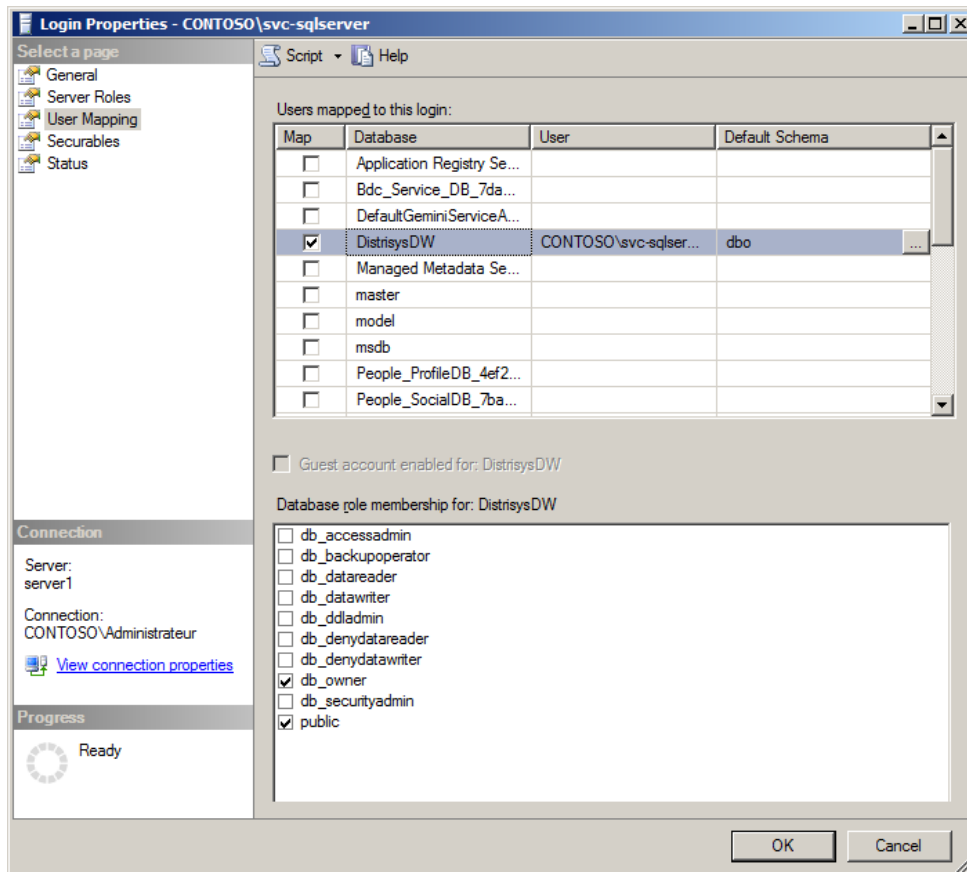 Login Properties - CONTOSO\svc-sqlserver
Select a page
General
Server Roles
User Mapping
Securables
Status
Script Help
Users mapped to this login:
Map Database User Default Schema
Application Registry Se...
Bdc_Service_DB_7da...
DefaultGeminiServiceA...
DistrisysDW CONTOSO\svc-sqlser... dbo ...
Managed Metadata Se...
master
model
msdb
People_ProfileDB_4ef2...
People_SocialDB_7ba...
Guest account enabled for: DistrisysDW
Database role membership for: DistrisysDW
db_accessadmin
db_backupoperator
db_datareader
db_datawriter
db_ddladmin
db_denydatareader
db_denydatawriter
db_owner
db_securityadmin
public
Connection
Server:
server1
Connection:
CONTOSO\Administrateur
View connection properties
Progress
Ready
OK Cancel